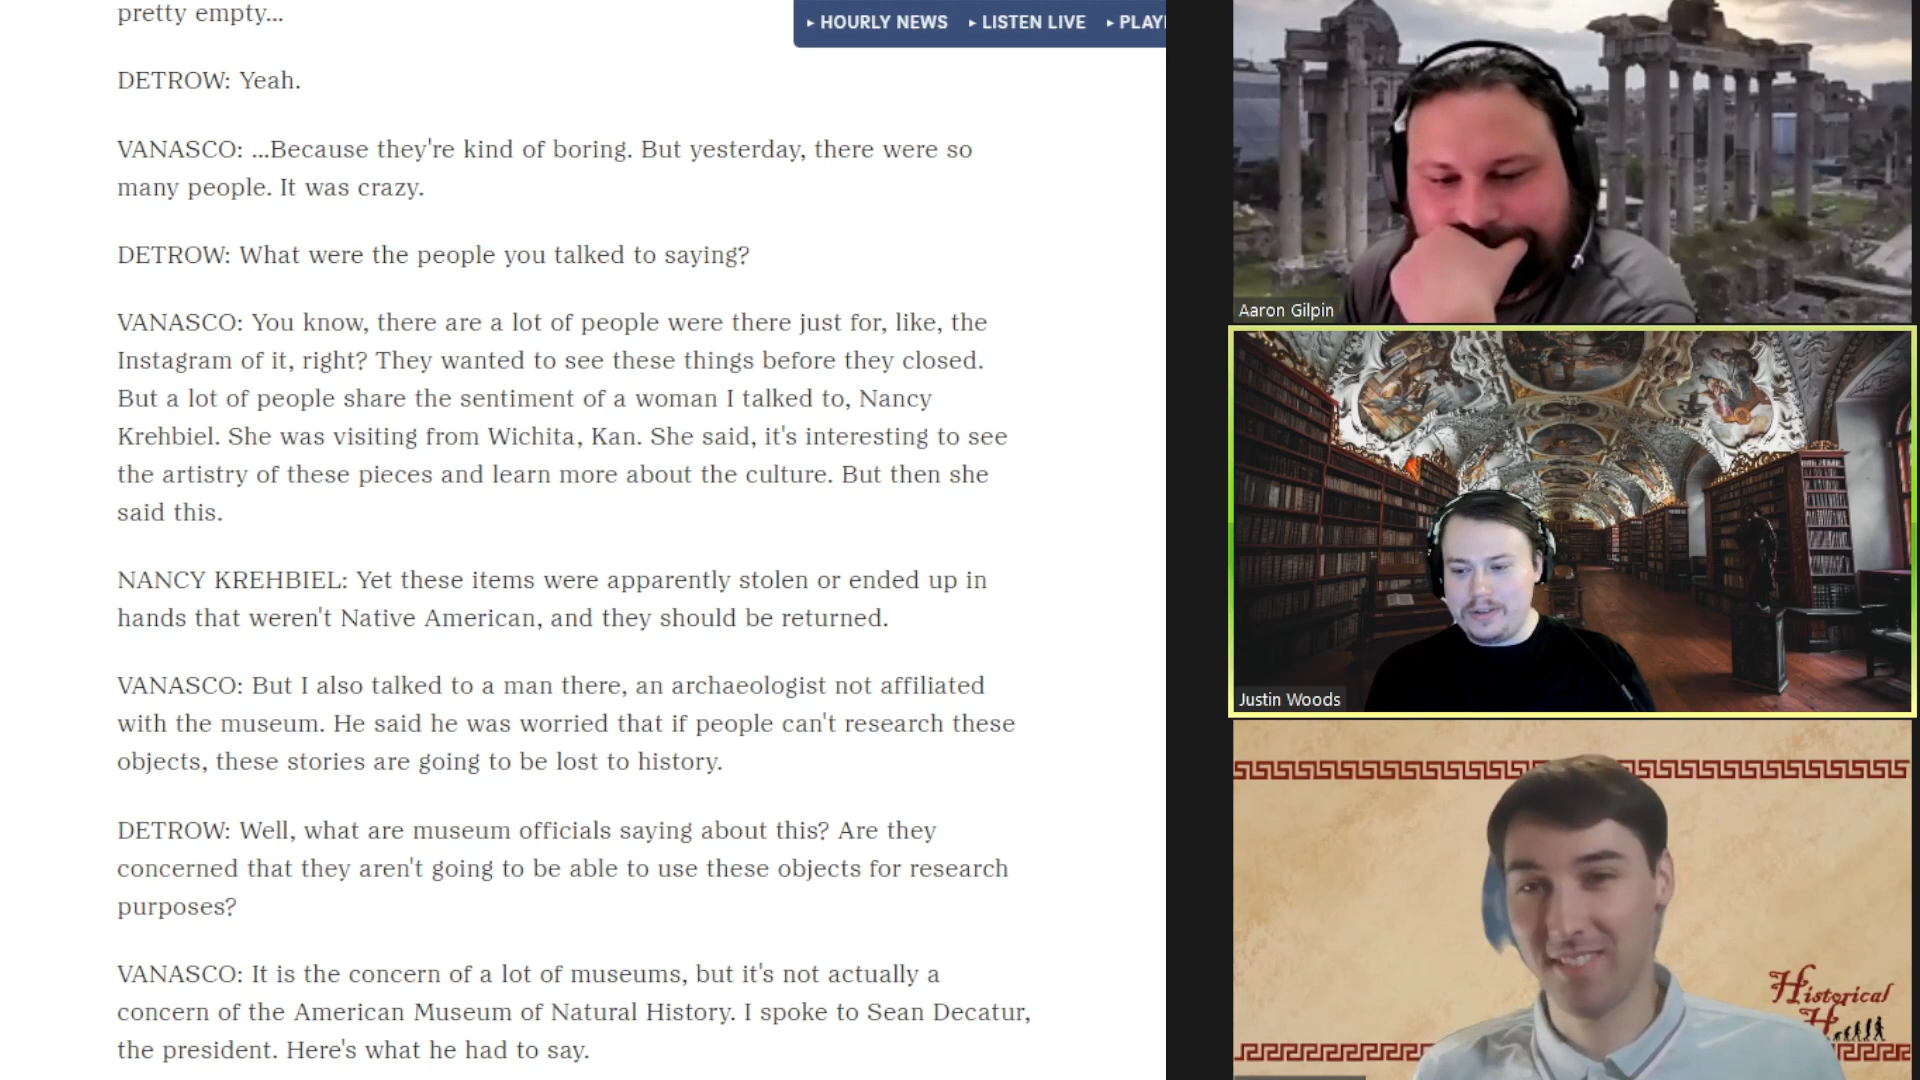 pretty empty...
▸ HOURLY NEWS ▸ LISTEN LIVE ▸ PLAYL
DETROW: Yeah.
VANASCO: ...Because they're kind of boring. But yesterday, there were so
many people. It was crazy.
DETROW: What were the people you talked to saying?
VANASCO: You know, there are a lot of people were there just for, like, the
Instagram of it, right? They wanted to see these things before they closed.
But a lot of people share the sentiment of a woman I talked to, Nancy
Krehbiel. She was visiting from Wichita, Kan. She said, it's interesting to see
the artistry of these pieces and learn more about the culture. But then she
said this.
NANCY KREHBIEL: Yet these items were apparently stolen or ended up in
hands that weren't Native American, and they should be returned.
VANASCO: But I also talked to a man there, an archaeologist not affiliated
with the museum. He said he was worried that if people can't research these
objects, these stories are going to be lost to history.
DETROW: Well, what are museum officials saying about this? Are they
concerned that they aren't going to be able to use these objects for research
purposes?
VANASCO: It is the concern of a lot of museums, but it's not actually a
concern of the American Museum of Natural History. I spoke to Sean Decatur,
the president. Here's what he had to say.
Aaron Gilpin
Justin Woods
Historical